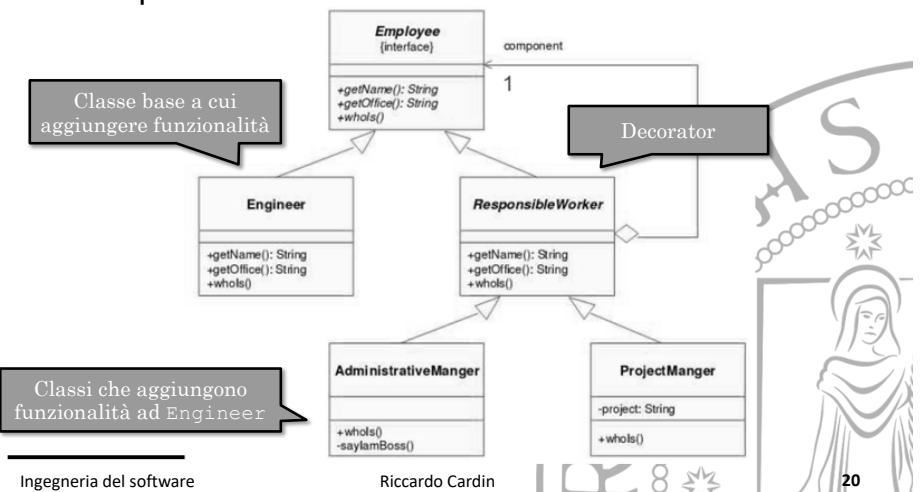 Employee
{interface}
component
1
+getName(): String
+getOffice(): String
+whoIs()
Classe base a cui
aggiungere funzionalità
Decorator
Engineer
+getName(): String
+getOffice(): String
+whoIs()
ResponsibleWorker
+getName(): String
+getOffice(): String
+whoIs()
AdministrativeManger
+whoIs()
-sayIamBoss()
ProjectManger
-project: String
+whoIs()
Classi che aggiungono
funzionalità ad Engineer
Ingegneria del software
Riccardo Cardin
20